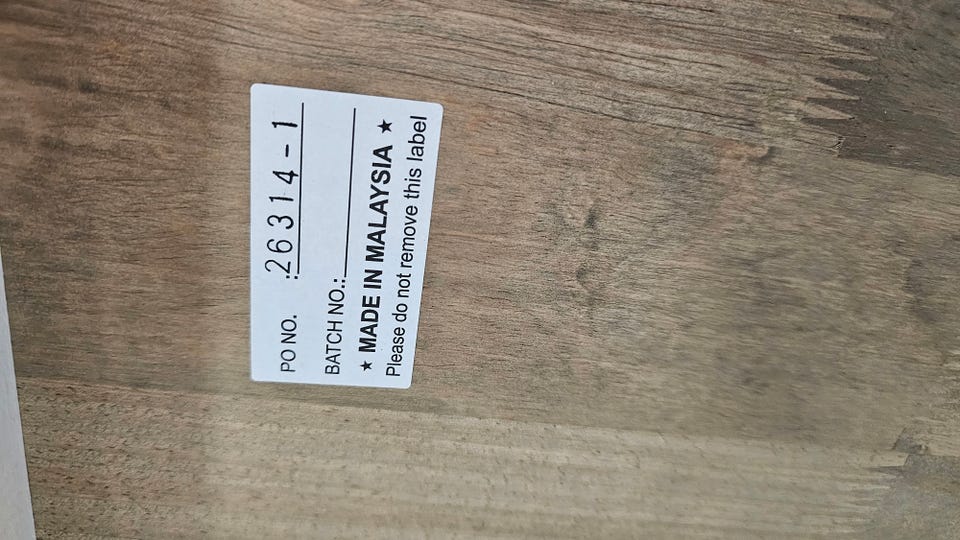 PO NO. :26314-1
BATCH NO.:
★ MADE IN MALAYSIA ★
Please do not remove this label